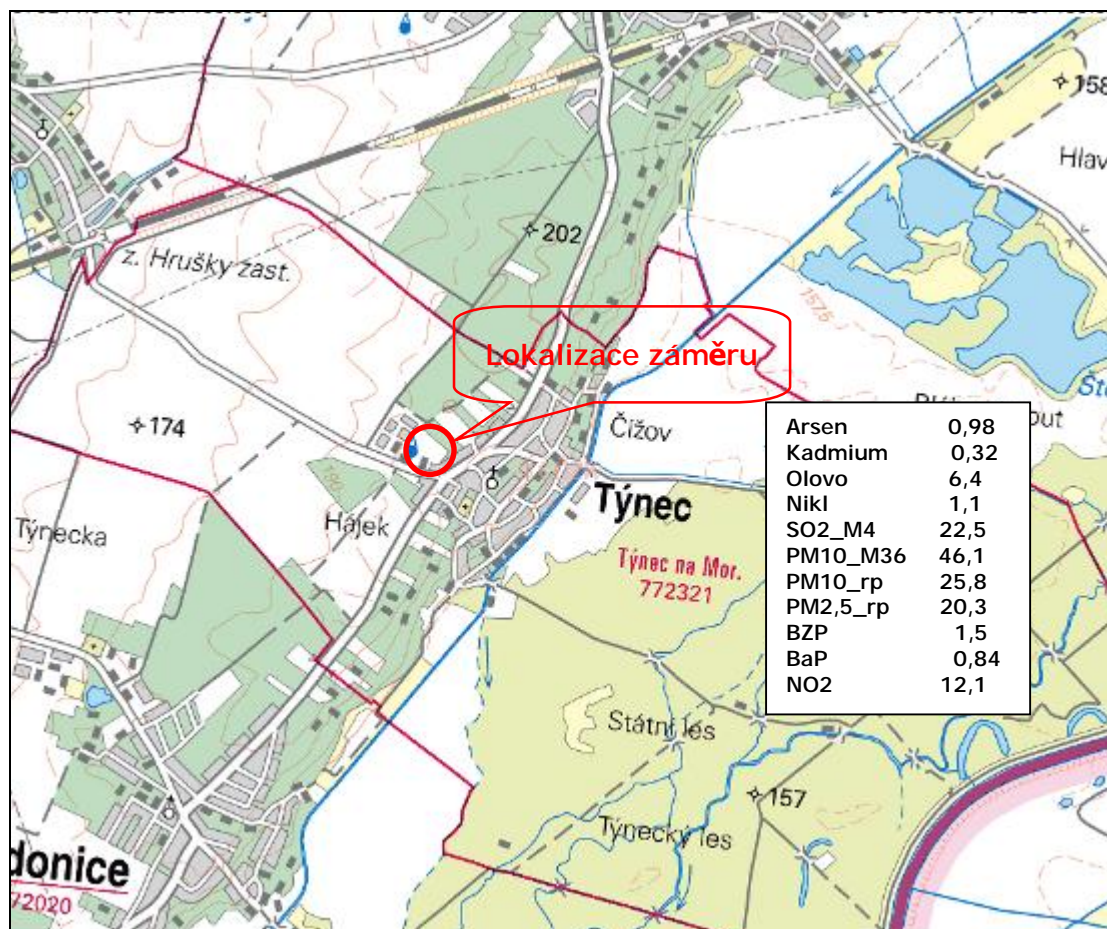 158
Hlav
202
z. Hrušky zast.
1575
Lokalizace záměru
174
Čížov
out
Týnec
Týnecka
Hájek
Týnec na Mor.
772321
Arsen 0,98
Kadmium 0,32
Olovo 6,4
Nikl 1,1
SO2_M4 22,5
PM10_M36 46,1
PM10_rp 25,8
PM2,5_rp 20,3
BZP 1,5
BaP 0,84
NO2 12,1
Státní les
157
Týnecký les
donice
72020